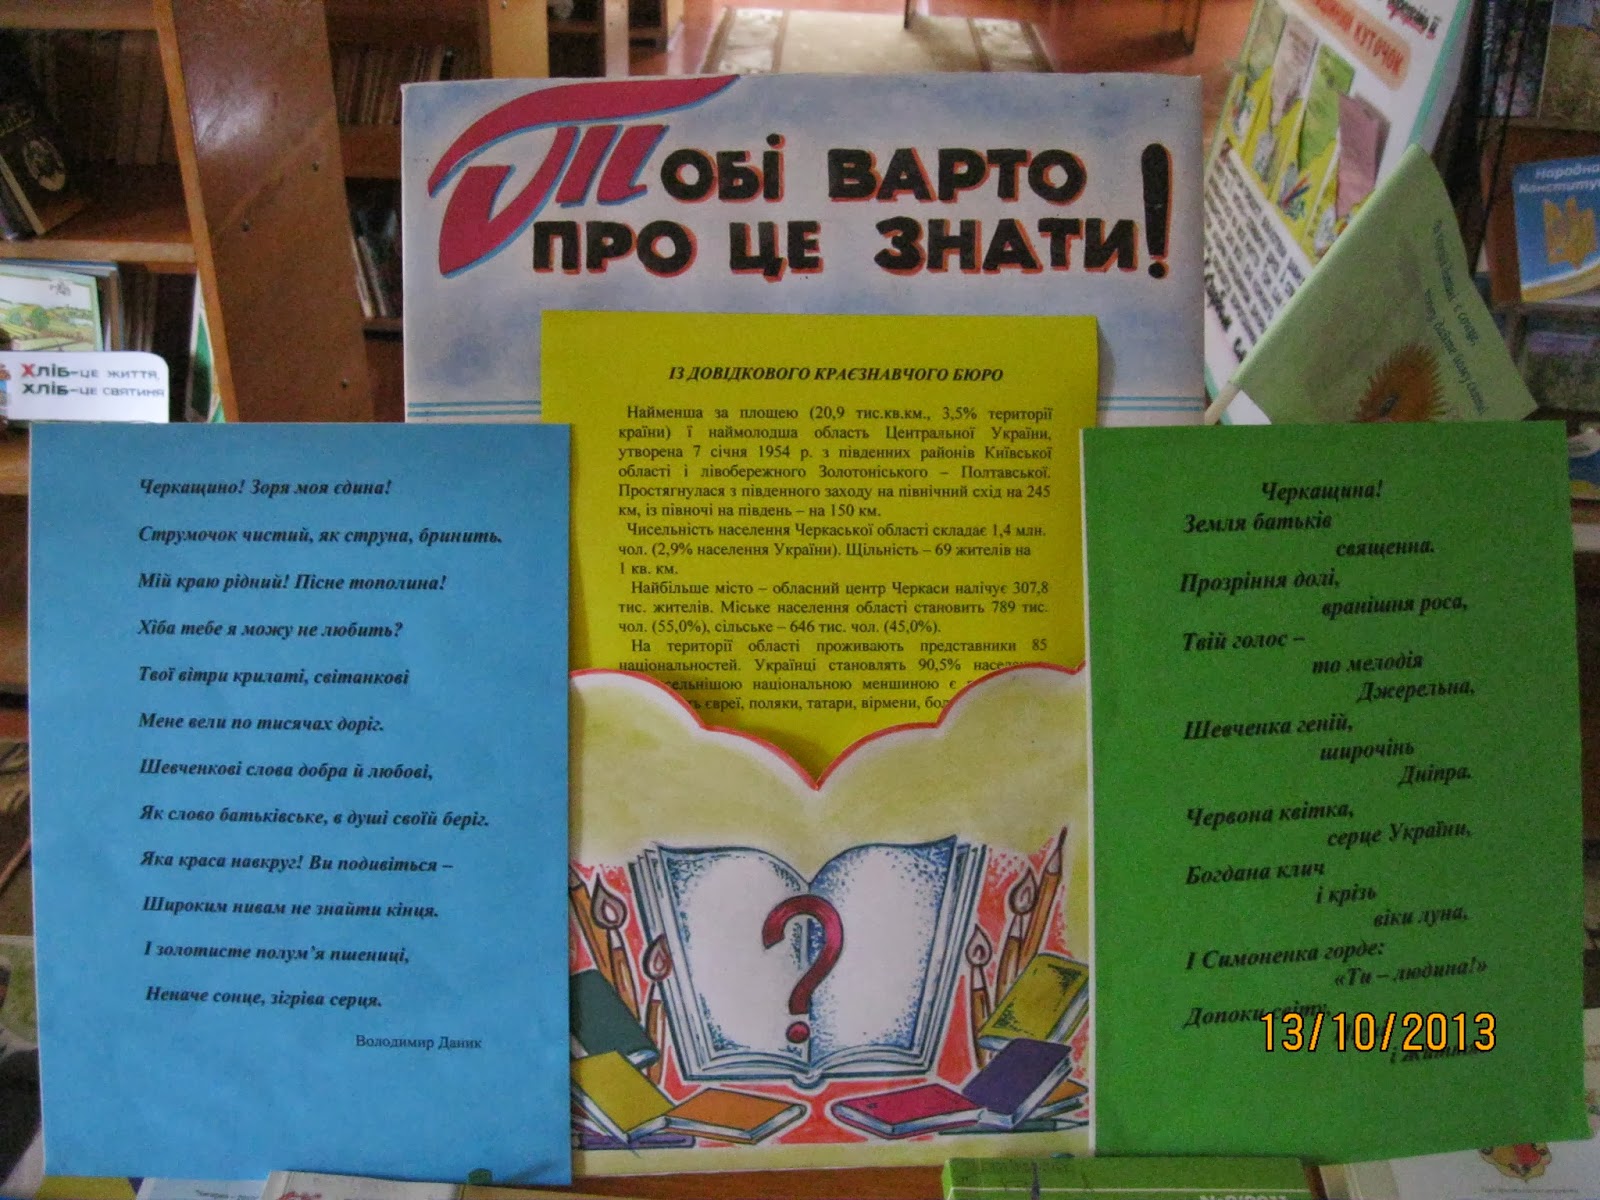 ТОБІ ВАРТО
ПРО ЦЕ ЗНАТИ!
КУТОЧОК
Народна
ХЛІБ-ЦЕ ЖИТТЯ,
ХЛІБ-ЦЕ СВЯТИНЯ
Черкащино! Зоря моя єдина!
Струмочок чистий, як струна, бринить.
Мій краю рідний! Пісне тополина!
Хіба тебе я можу не любить?
Твої вітри крилаті, світанкові
Мене вели по тисячах доріг.
Шевченкові слова добра й любові,
Як слово батьківське, в душі своїй беріг.
Яка краса навкруг! Ви подивіться –
Широким нивам не знайти кінця.
І золотисте полум’я пшениці,
Неначе сонце, зігріва серця.
Володимир Даник
ІЗ ДОВІДКОВОГО КРАЄЗНАВЧОГО БЮРО
Найменша за площею (20,9 тис.кв.км., 3,5% території
країни) ї наймолодша область Центральної України,
утворена 7 січня 1954 р. з південних районів Київської
області і лівобережного Золотоніського – Полтавської.
Простягнулася з південного заходу на північний схід на 245
км, із півночі на південь – на 150 км.
Чисельність населення Черкаської області складає 1,4 млн.
чол. (2,9% населення України). Щільність – 69 жителів на
1 кв. км.
Найбільше місто – обласний центр Черкаси налічує 307,8
тис. жителів. Міське населення області становить 789 тис.
чол. (55,0%), сільське – 646 тис. чол. (45,0%).
На території області проживають представники 85
національностей. Українці становлять 90,5%
національною меншиною є
євреї, поляки, татари, вірмени,
?
Черкащина!
Земля батьків
священна.
Прозріння долі,
вранішня роса,
Твій голос –
то мелодія
Джерельна,
Шевченка геній,
широчінь
Дніпра.
Червона квітка,
серце України,
Богдана клич
і крізь
віки луна,
І Симоненка горде:
«Ти – людина!»
Допоки світу
13/10/2013